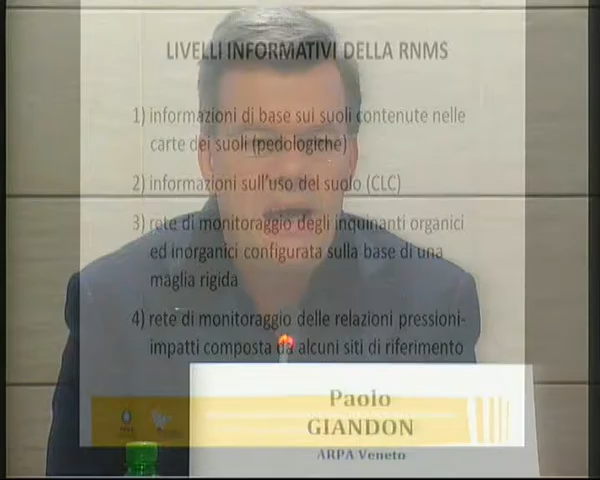 LIVELLI INFORMATIVI DELLA RNMS
1) informazioni di base sui suoli contenute nelle
carte dei suoli (pedologiche)
2) informazioni sull'uso del suolo (CLC)
3) rete di monitoraggio degli inquinanti organici
ed inorganici configurata sulla base di una
maglia rigida
4) rete di monitoraggio delle relazioni pressioni-
impatti composta da alcuni siti di riferimento
Paolo
GIANDON
ARPA Veneto